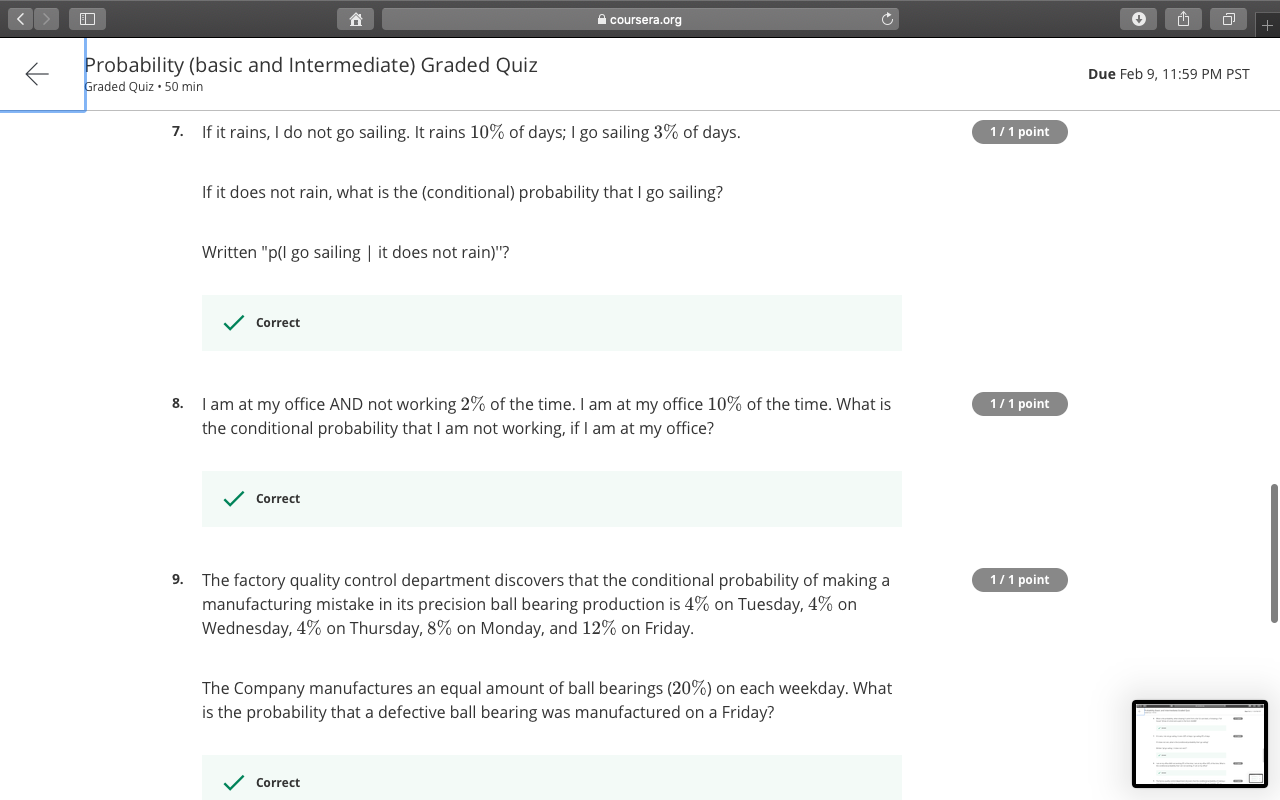 coursera.org
Probability (basic and Intermediate) Graded Quiz
Graded Quiz • 50 min
Due Feb 9, 11:59 PM PST
7. If it rains, I do not go sailing. It rains 10% of days; I go sailing 3% of days.
1 / 1 point
If it does not rain, what is the (conditional) probability that I go sailing?
Written "p(I go sailing | it does not rain)''?
Correct
8. I am at my office AND not working 2% of the time. I am at my office 10% of the time. What is
1 / 1 point
the conditional probability that I am not working, if I am at my office?
Correct
9. The factory quality control department discovers that the conditional probability of making a
1 / 1 point
manufacturing mistake in its precision ball bearing production is 4% on Tuesday, 4% on
Wednesday, 4% on Thursday, 8% on Monday, and 12% on Friday.
The Company manufactures an equal amount of ball bearings (20%) on each weekday. What
is the probability that a defective ball bearing was manufactured on a Friday?
Correct